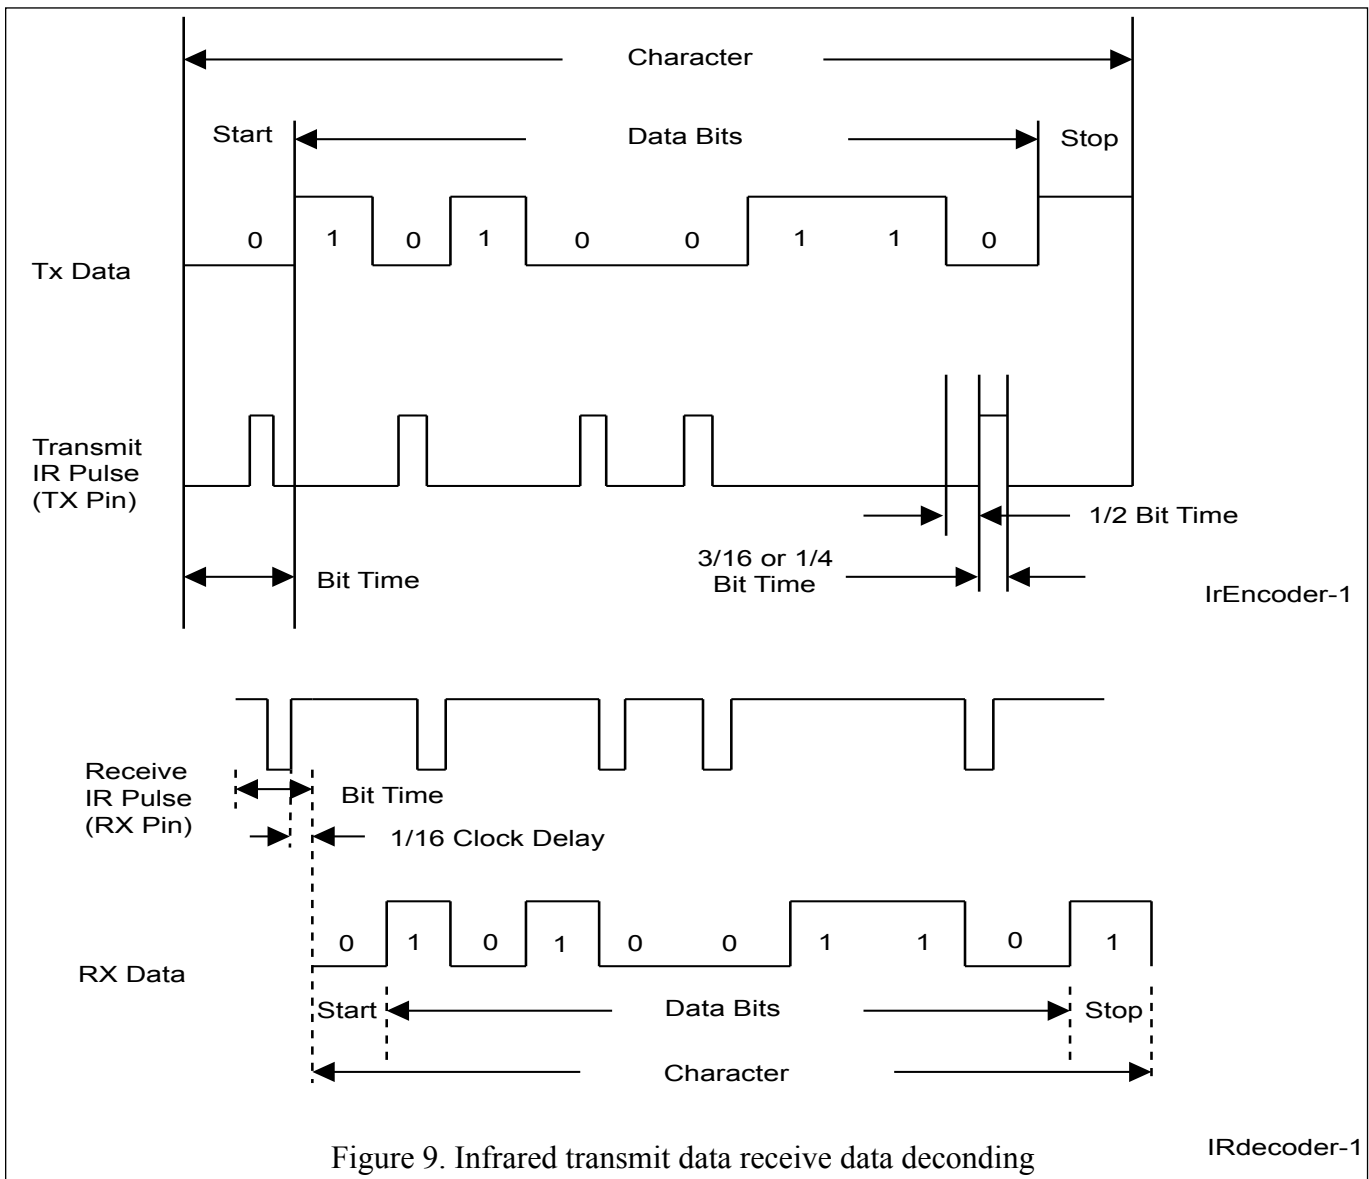 Character
Start
Data Bits
Stop
0 1 0 1 0 0 1 1 0
Tx Data
Transmit
IR Pulse
(TX Pin)
1/2 Bit Time
3/16 or 1/4
Bit Time
Bit Time
IrEncoder-1
Receive
IR Pulse
(RX Pin)
Bit Time
1/16 Clock Delay
0 1 0 1 0 0 1 1 0 1
RX Data
Start
Data Bits
Stop
Character
IRdecoder-1
Figure 9. Infrared transmit data receive data deconding